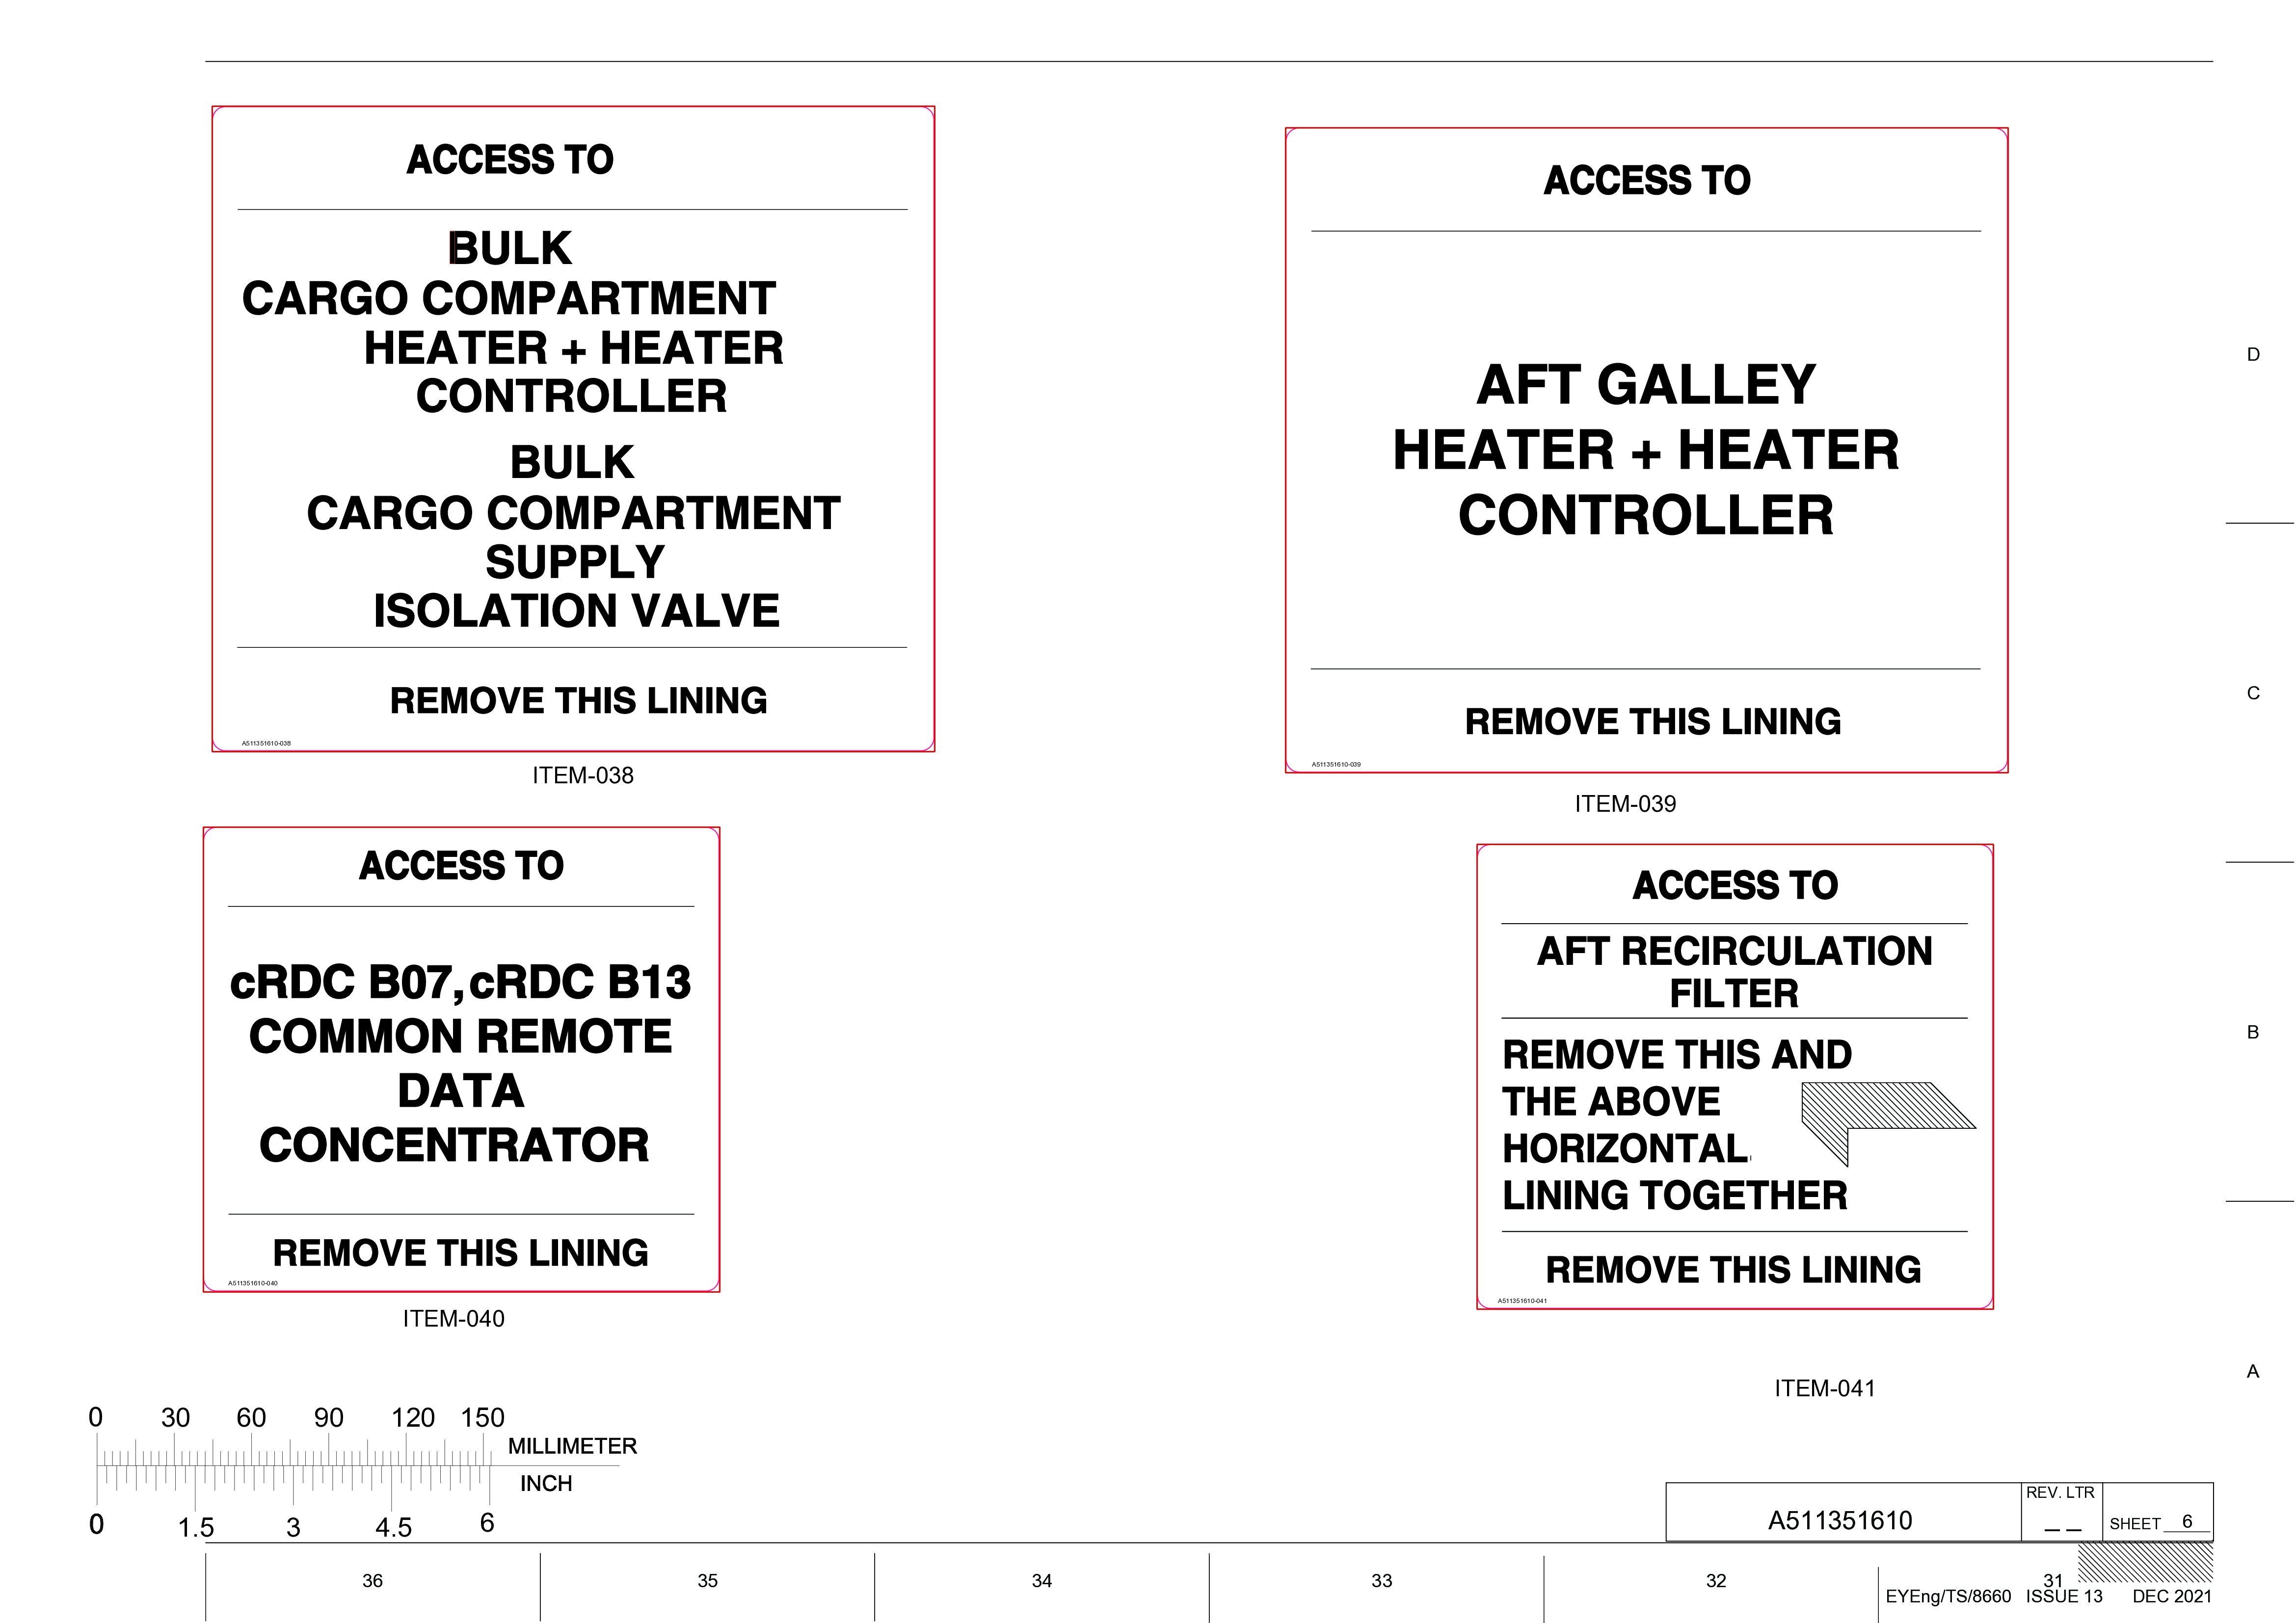 ACCESS TO
BULK
CARGO COMPARTMENT
HEATER + HEATER
CONTROLLER
BULK
CARGO COMPARTMENT
SUPPLY
ISOLATION VALVE
REMOVE THIS LINING
A511351610-038
ITEM-038
ACCESS TO
AFT GALLEY
HEATER + HEATER
CONTROLLER
REMOVE THIS LINING
A511351610-039
ITEM-039
ACCESS TO
cRDC B07, cRDC B13
COMMON REMOTE
DATA
CONCENTRATOR
REMOVE THIS LINING
A511351610-040
ITEM-040
ACCESS TO
AFT RECIRCULATION
FILTER
REMOVE THIS AND
THE ABOVE
HORIZONTAL
LINING TOGETHER
REMOVE THIS LINING
A511351610-041
ITEM-041
D
C
B
A
0 30 60 90 120 150
MILLIMETER
INCH
0 1.5 3 4.5 6
A511351610
REV. LTR
_ _
SHEET 6
36 35 34 33 32 31
EYEng/TS/8660 ISSUE 13 DEC 2021